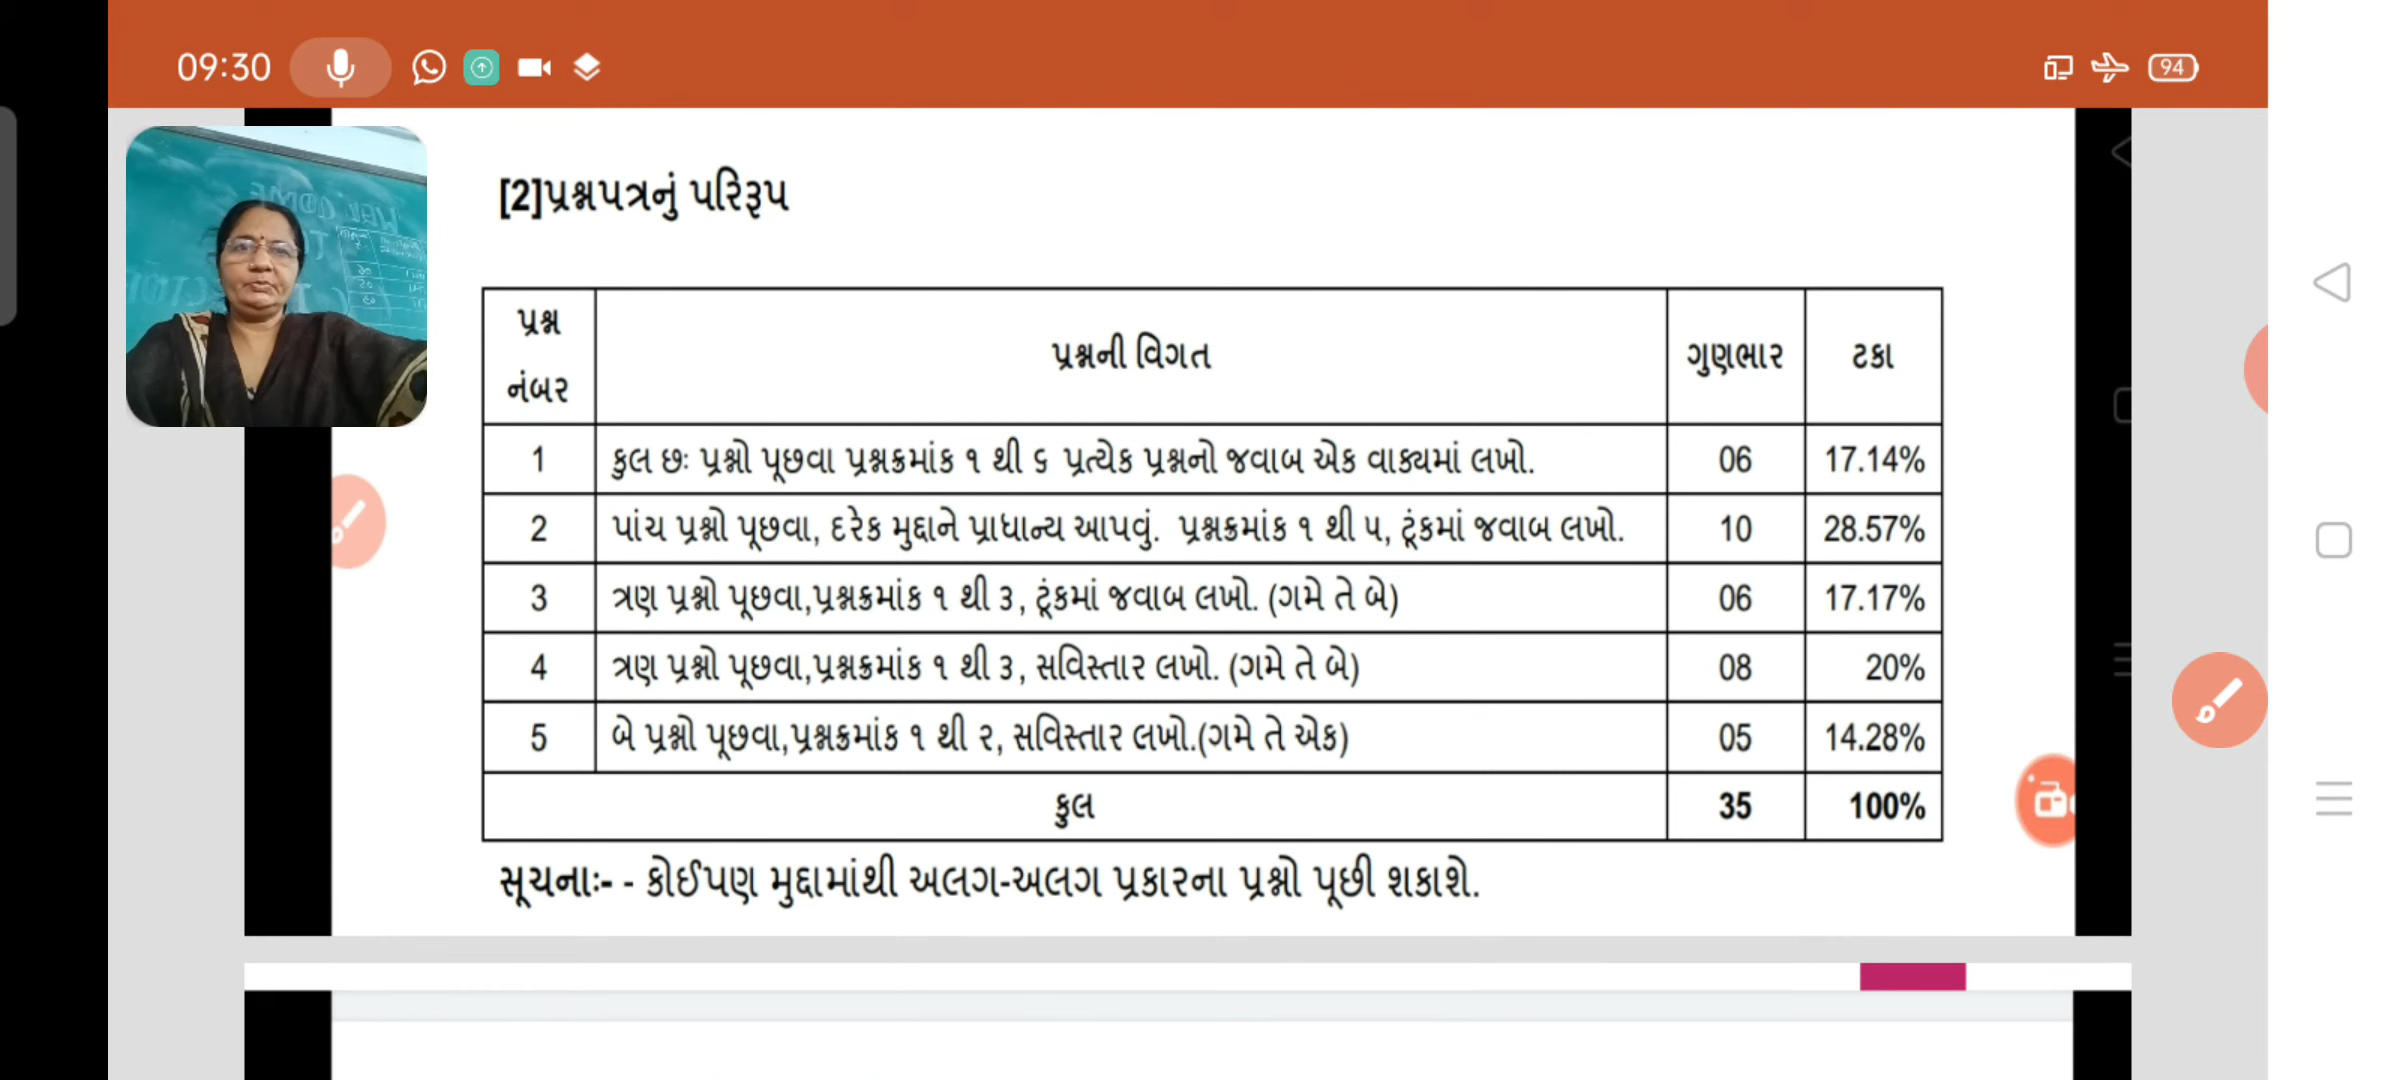 09:30
94
[2]પ્રશ્નપત્રનું પરિરૂપ
પ્રશ્ન નંબર પ્રશ્નની વિગત ગુણભાર ટકા
1 કુલ છઃ પ્રશ્નો પૂછવા પ્રશ્નક્રમાંક ૧ થી ૬ પ્રત્યેક પ્રશ્નનો જવાબ એક વાક્યમાં લખો. 06 17.14%
2 પાંચ પ્રશ્નો પૂછવા, દરેક મુદ્દાને પ્રાધાન્ય આપવું. પ્રશ્નક્રમાંક ૧ થી ૫, ટૂંકમાં જવાબ લખો. 10 28.57%
3 ત્રણ પ્રશ્નો પૂછવા,પ્રશ્નક્રમાંક ૧ થી ૩, ટૂંકમાં જવાબ લખો. (ગમે તે બે) 06 17.17%
4 ત્રણ પ્રશ્નો પૂછવા,પ્રશ્નક્રમાંક ૧ થી ૩, સવિસ્તાર લખો. (ગમે તે બે) 08 20%
5 બે પ્રશ્નો પૂછવા,પ્રશ્નક્રમાંક ૧ થી ૨, સવિસ્તાર લખો.(ગમે તે એક) 05 14.28%
કુલ 35 100%
સૂચનાઃ- - કોઈપણ મુદ્દામાંથી અલગ-અલગ પ્રકારના પ્રશ્નો પૂછી શકાશે.